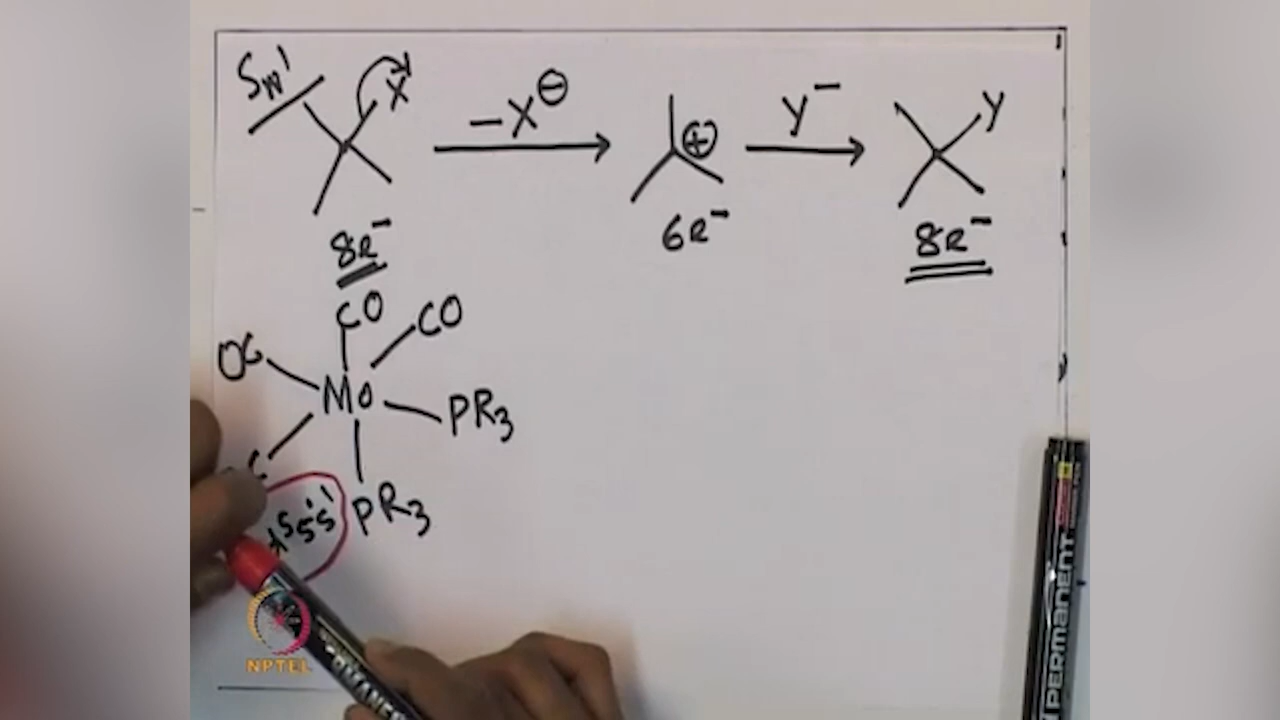 SN1
X
-X⊖
⊕
Y-
Y
8e-
6e-
8e-
CO
CO
OC
Mo
PR3
PR3
NPTEL
PERMANENT